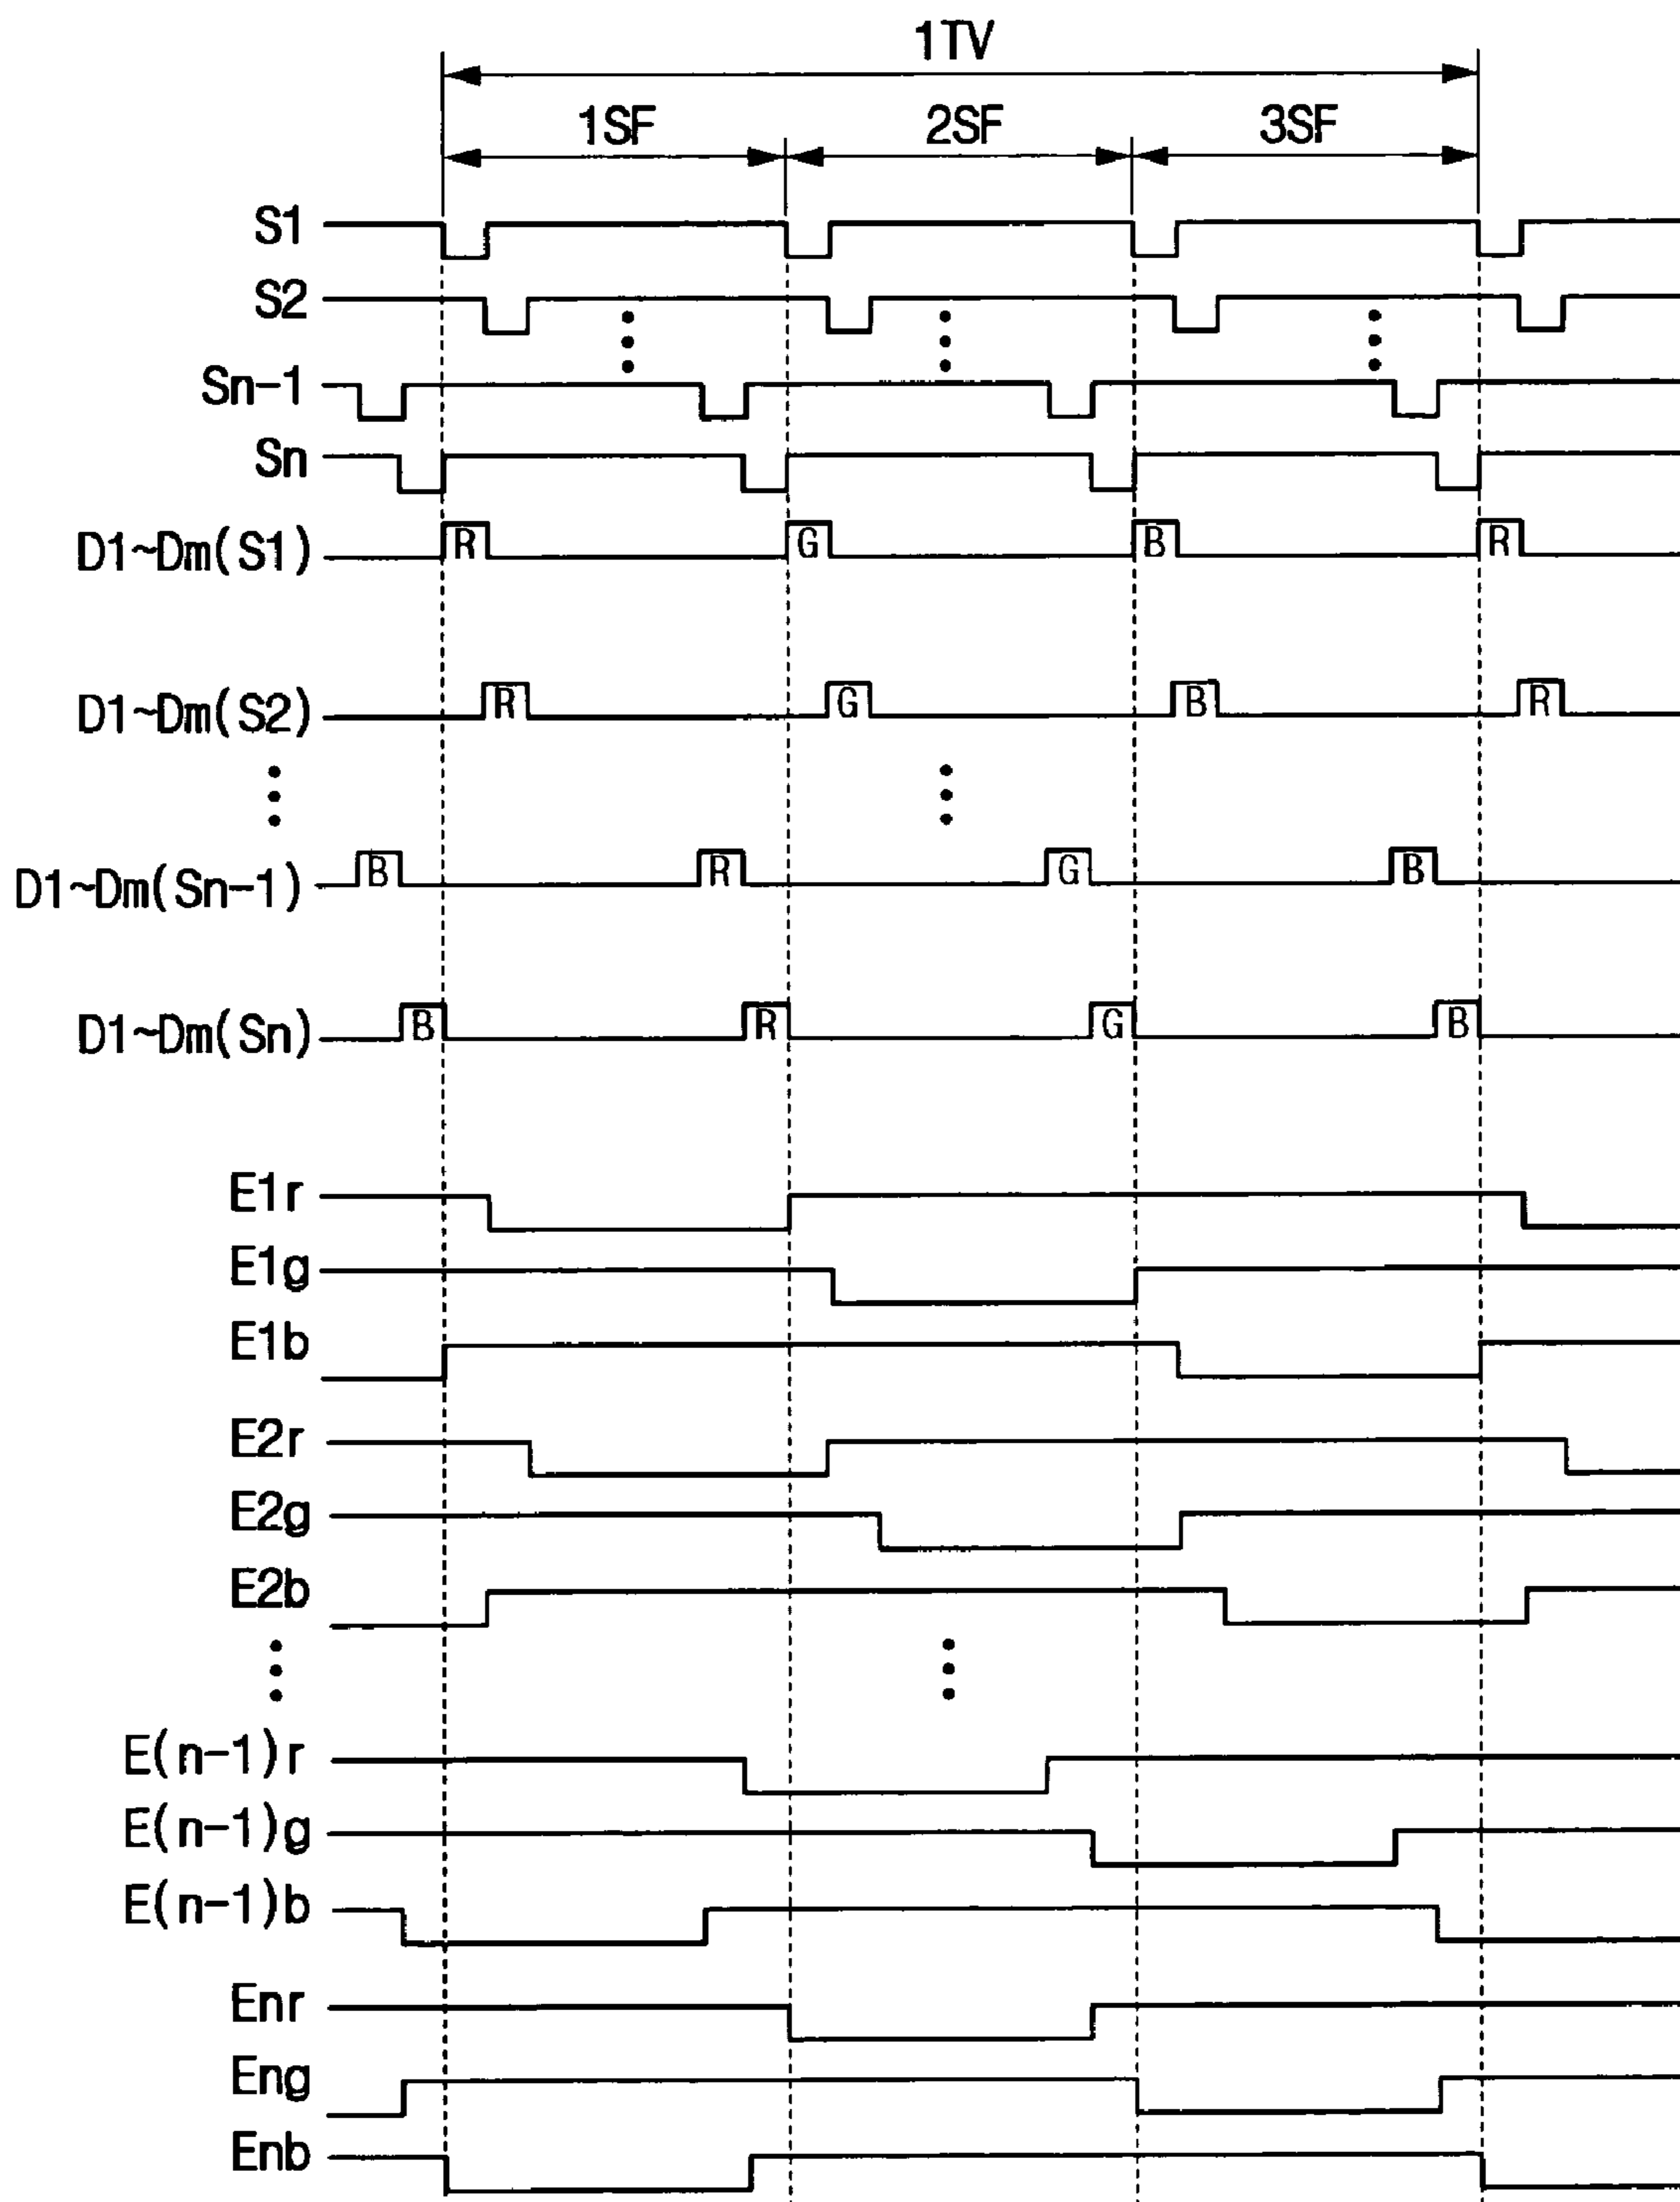 1TV
1SF 2SF 3SF
S1
S2
Sn-1
Sn
D1~Dm(S1) R G B R
D1~Dm(S2) R G B R
D1~Dm(Sn-1) B R G B
D1~Dm(Sn) B R G B
E1r
E1g
E1b
E2r
E2g
E2b
E(n-1)r
E(n-1)g
E(n-1)b
Enr
Eng
Enb